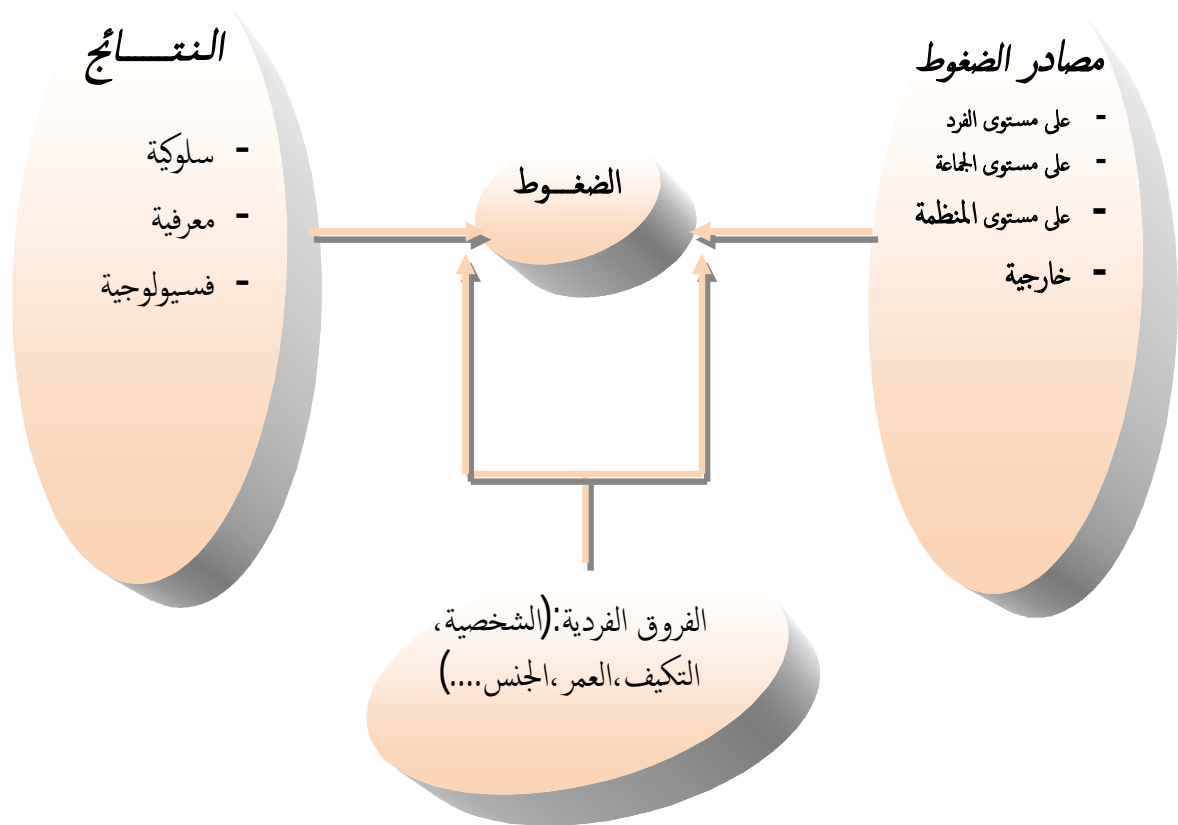 مصادر الضغوط
- على مستوى الفرد
- على مستوى الجماعة
- على مستوى المنظمة
- خارجية
الضغـــوط
النتــــائج
- سلوكية
- معرفية
- فسيولوجية
الفروق الفردية:(الشخصية،
التكيف،العمر،الجنس....)